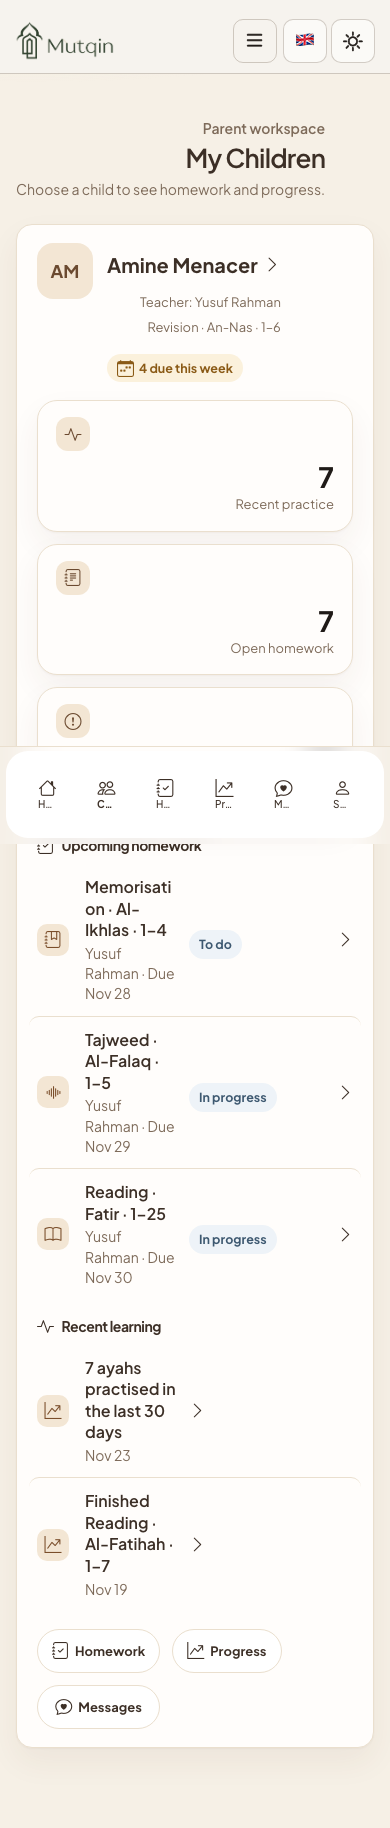 Mutqin
Parent workspace
My Children
Choose a child to see homework and progress.
AM
Amine Menacer
Teacher: Yusuf Rahman
Revision · An-Nas · 1–6
4 due this week
7
Recent practice
7
Open homework
H...
C...
H...
Pr...
M...
S...
Upcoming homework
Memorisati
on · Al-
Ikhlas · 1–4
Yusuf
Rahman · Due
Nov 28
To do
Tajweed ·
Al-Falaq ·
1–5
Yusuf
Rahman · Due
Nov 29
In progress
Reading ·
Fatir · 1–25
Yusuf
Rahman · Due
Nov 30
In progress
Recent learning
7 ayahs
practised in
the last 30
days
Nov 23
Finished
Reading ·
Al-Fatihah ·
1–7
Nov 19
Homework
Progress
Messages